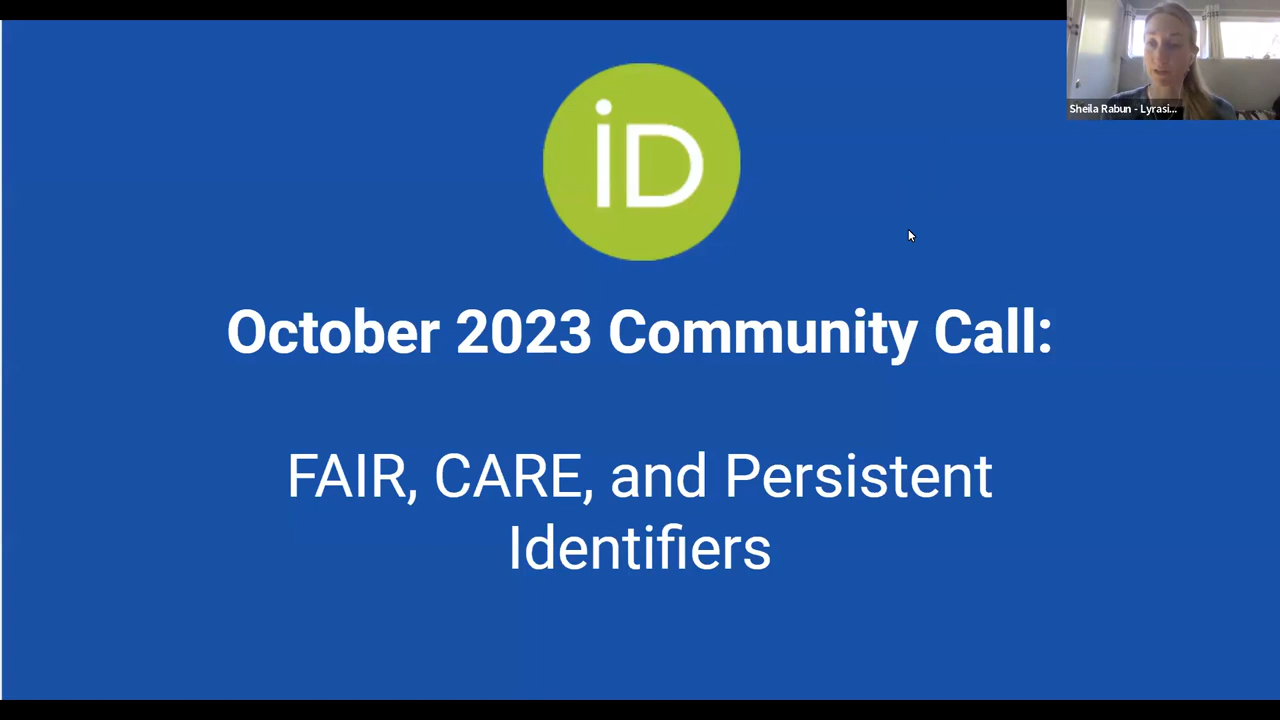 Sheila Rabun - Lyrasi...
iD
October 2023 Community Call:
FAIR, CARE, and Persistent
Identifiers